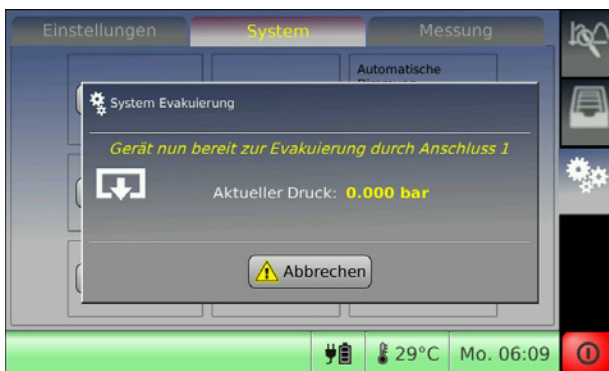 Einstellungen
System
Messung
Automatische
System Evakuierung
Gerät nun bereit zur Evakuierung durch Anschluss 1
Aktueller Druck: 0.000 bar
Abbrechen
29°C
Mo. 06:09